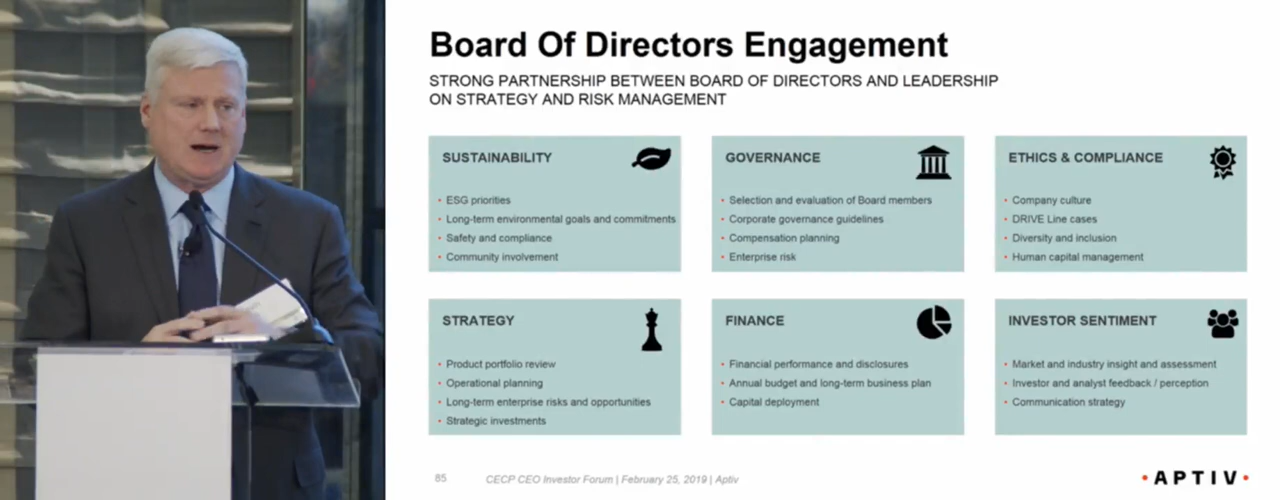 Board Of Directors Engagement
STRONG PARTNERSHIP BETWEEN BOARD OF DIRECTORS AND LEADERSHIP
ON STRATEGY AND RISK MANAGEMENT
SUSTAINABILITY
• ESG priorities
• Long-term environmental goals and commitments
• Safety and compliance
• Community involvement
GOVERNANCE
• Selection and evaluation of Board members
• Corporate governance guidelines
• Compensation planning
• Enterprise risk
ETHICS & COMPLIANCE
• Company culture
• DRIVE Line cases
• Diversity and inclusion
• Human capital management
STRATEGY
• Product portfolio review
• Operational planning
• Long-term enterprise risks and opportunities
• Strategic investments
FINANCE
• Financial performance and disclosures
• Annual budget and long-term business plan
• Capital deployment
INVESTOR SENTIMENT
• Market and industry insight and assessment
• Investor and analyst feedback / perception
• Communication strategy
85
CECP CEO Investor Forum | February 25, 2019 | Aptiv
• APTIV •